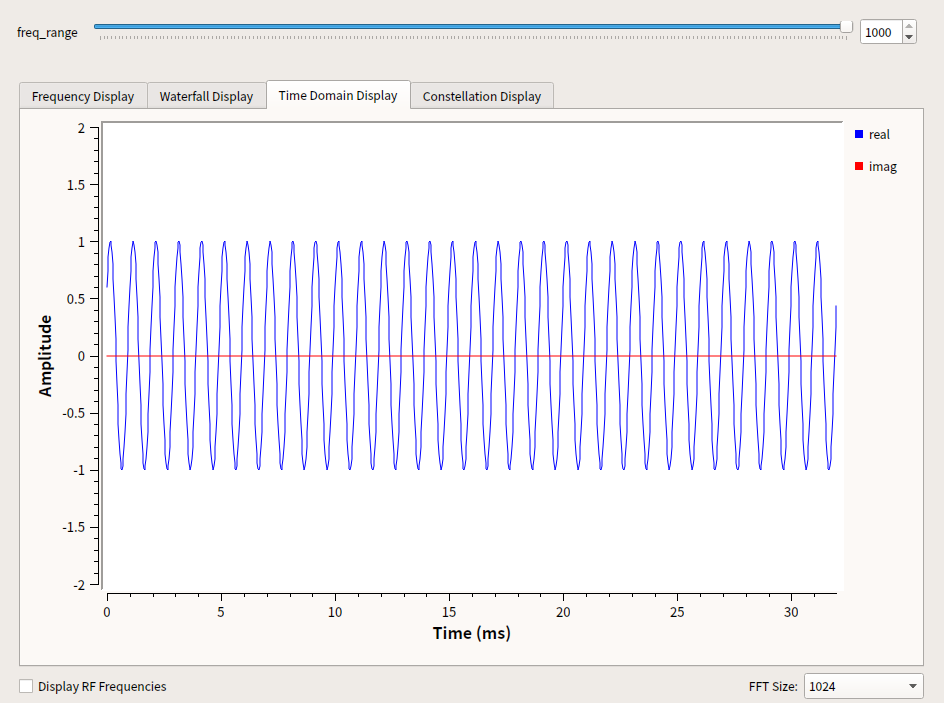 freq_range 1000
Frequency Display Waterfall Display Time Domain Display Constellation Display
real
imag
2
1.5
1
0.5
0
-0.5
-1
-1.5
-2
Amplitude
0 5 10 15 20 25 30
Time (ms)
Display RF Frequencies FFT Size: 1024